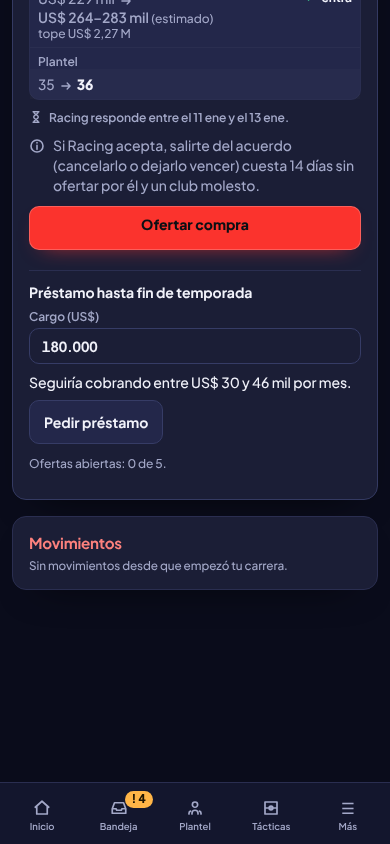 US$ 264–283 mil (estimado)
tope US$ 2,27 M
Plantel
35 → 36
Racing responde entre el 11 ene y el 13 ene.
Si Racing acepta, salirte del acuerdo
(cancelarlo o dejarlo vencer) cuesta 14 días sin
ofertar por él y un club molesto.
Ofertar compra
Préstamo hasta fin de temporada
Cargo (US$)
180.000
Seguiría cobrando entre US$ 30 y 46 mil por mes.
Pedir préstamo
Ofertas abiertas: 0 de 5.
Movimientos
Sin movimientos desde que empezó tu carrera.
! 4
Inicio
Bandeja
Plantel
Tácticas
Más